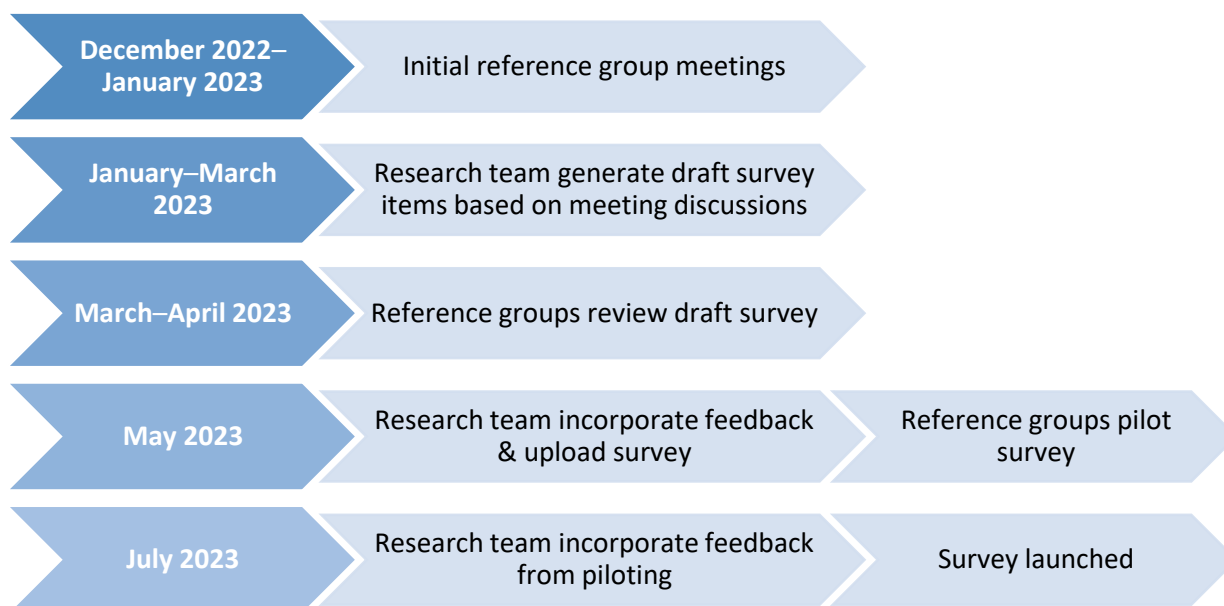 December 2022–
January 2023
Initial reference group meetings
January–March
2023
Research team generate draft survey
items based on meeting discussions
March–April 2023
Reference groups review draft survey
May 2023
Research team incorporate feedback
& upload survey
Reference groups pilot
survey
July 2023
Research team incorporate feedback
from piloting
Survey launched